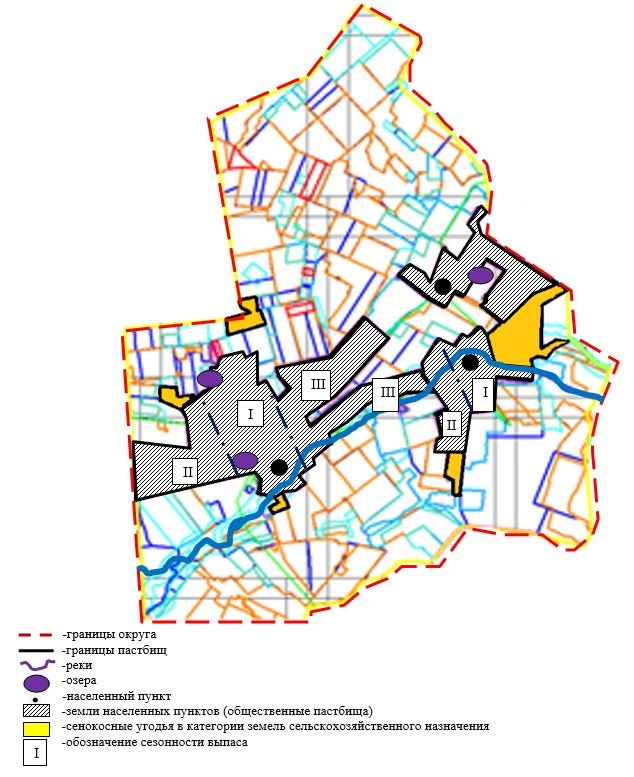 III
III
I
I
II
II
-границы округа
-границы пастбищ
-реки
-озера
-населенный пункт
-земли населенных пунктов (общественные пастбища)
-сенокосные угодья в категории земель сельскохозяйственного назначения
I -обозначение сезонности выпаса